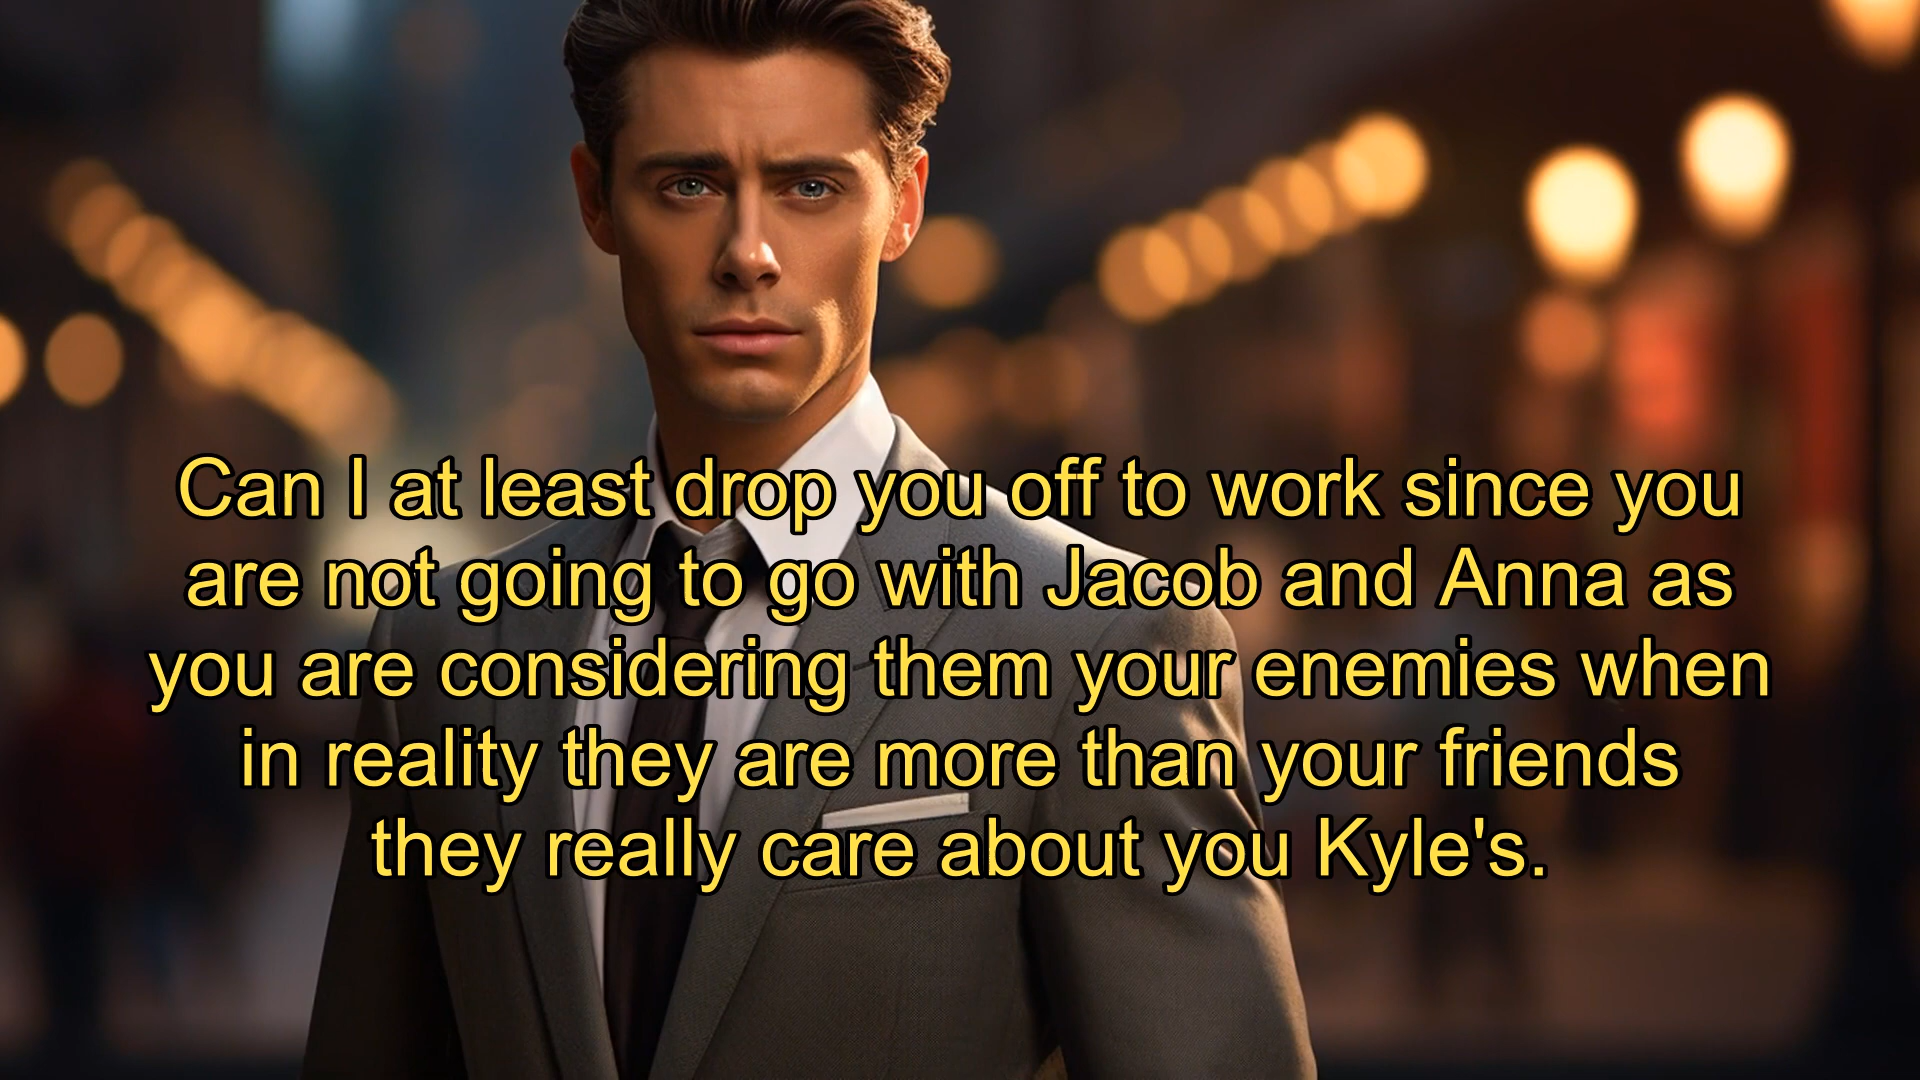 Can I at least drop you off to work since you
are not going to go with Jacob and Anna as
you are considering them your enemies when
in reality they are more than your friends
they really care about you Kyle's.